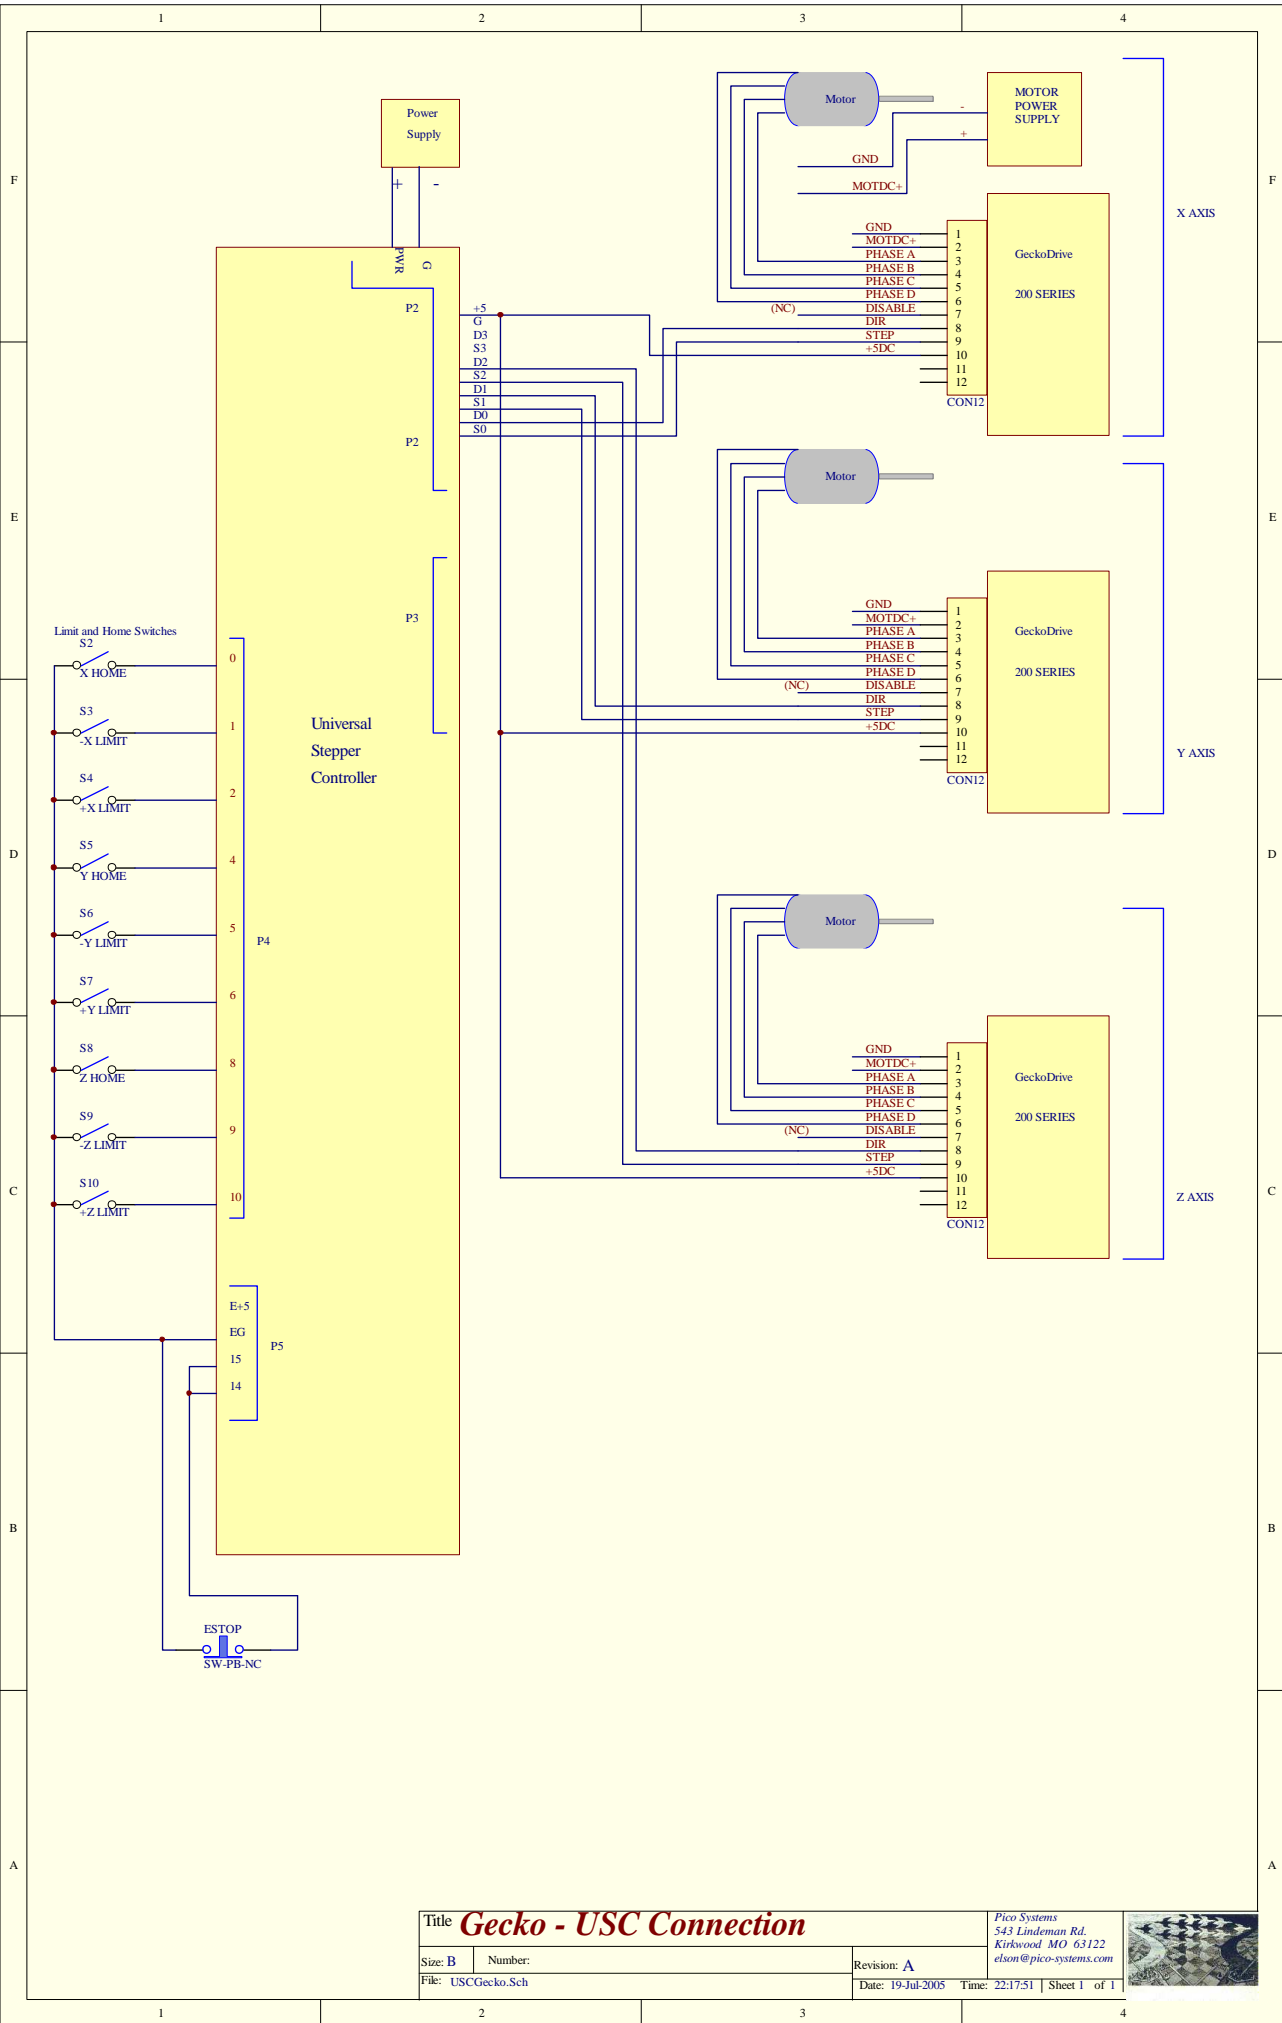 1 2 3 4
F
E
D
C
B
A
Power
Supply
+ -
PWR
G
P2
P2
P3
+5
G
D3
S3
D2
S2
D1
S1
D0
S0
Universal
Stepper
Controller
Limit and Home Switches
S2
X HOME
0
S3
-X LIMIT
1
S4
+X LIMIT
2
S5
Y HOME
4
S6
-Y LIMIT
5
S7
+Y LIMIT
6
S8
Z HOME
8
S9
-Z LIMIT
9
S10
+Z LIMIT
10
P4
E+5
EG
15
14
P5
ESTOP
SW-PB-NC
Motor
MOTOR
POWER
SUPPLY
-
+
GND
MOTDC+
GND 1
MOTDC+ 2
PHASE A 3
PHASE B 4
PHASE C 5
PHASE D 6
(NC) DISABLE 7
DIR 8
STEP 9
+5DC 10
11
12
CON12
GeckoDrive
200 SERIES
X AXIS
Motor
GND 1
MOTDC+ 2
PHASE A 3
PHASE B 4
PHASE C 5
PHASE D 6
(NC) DISABLE 7
DIR 8
STEP 9
+5DC 10
11
12
CON12
GeckoDrive
200 SERIES
Y AXIS
Motor
GND 1
MOTDC+ 2
PHASE A 3
PHASE B 4
PHASE C 5
PHASE D 6
(NC) DISABLE 7
DIR 8
STEP 9
+5DC 10
11
12
CON12
GeckoDrive
200 SERIES
Z AXIS
F
E
D
C
B
A
Title Gecko - USC Connection
Size: B Number:
File: USCGecko.Sch
Revision: A
Date: 19-Jul-2005 Time: 22:17:51 Sheet 1 of 1
Pico Systems
543 Lindeman Rd.
Kirkwood MO 63122
elson@pico-systems.com
1 2 3 4